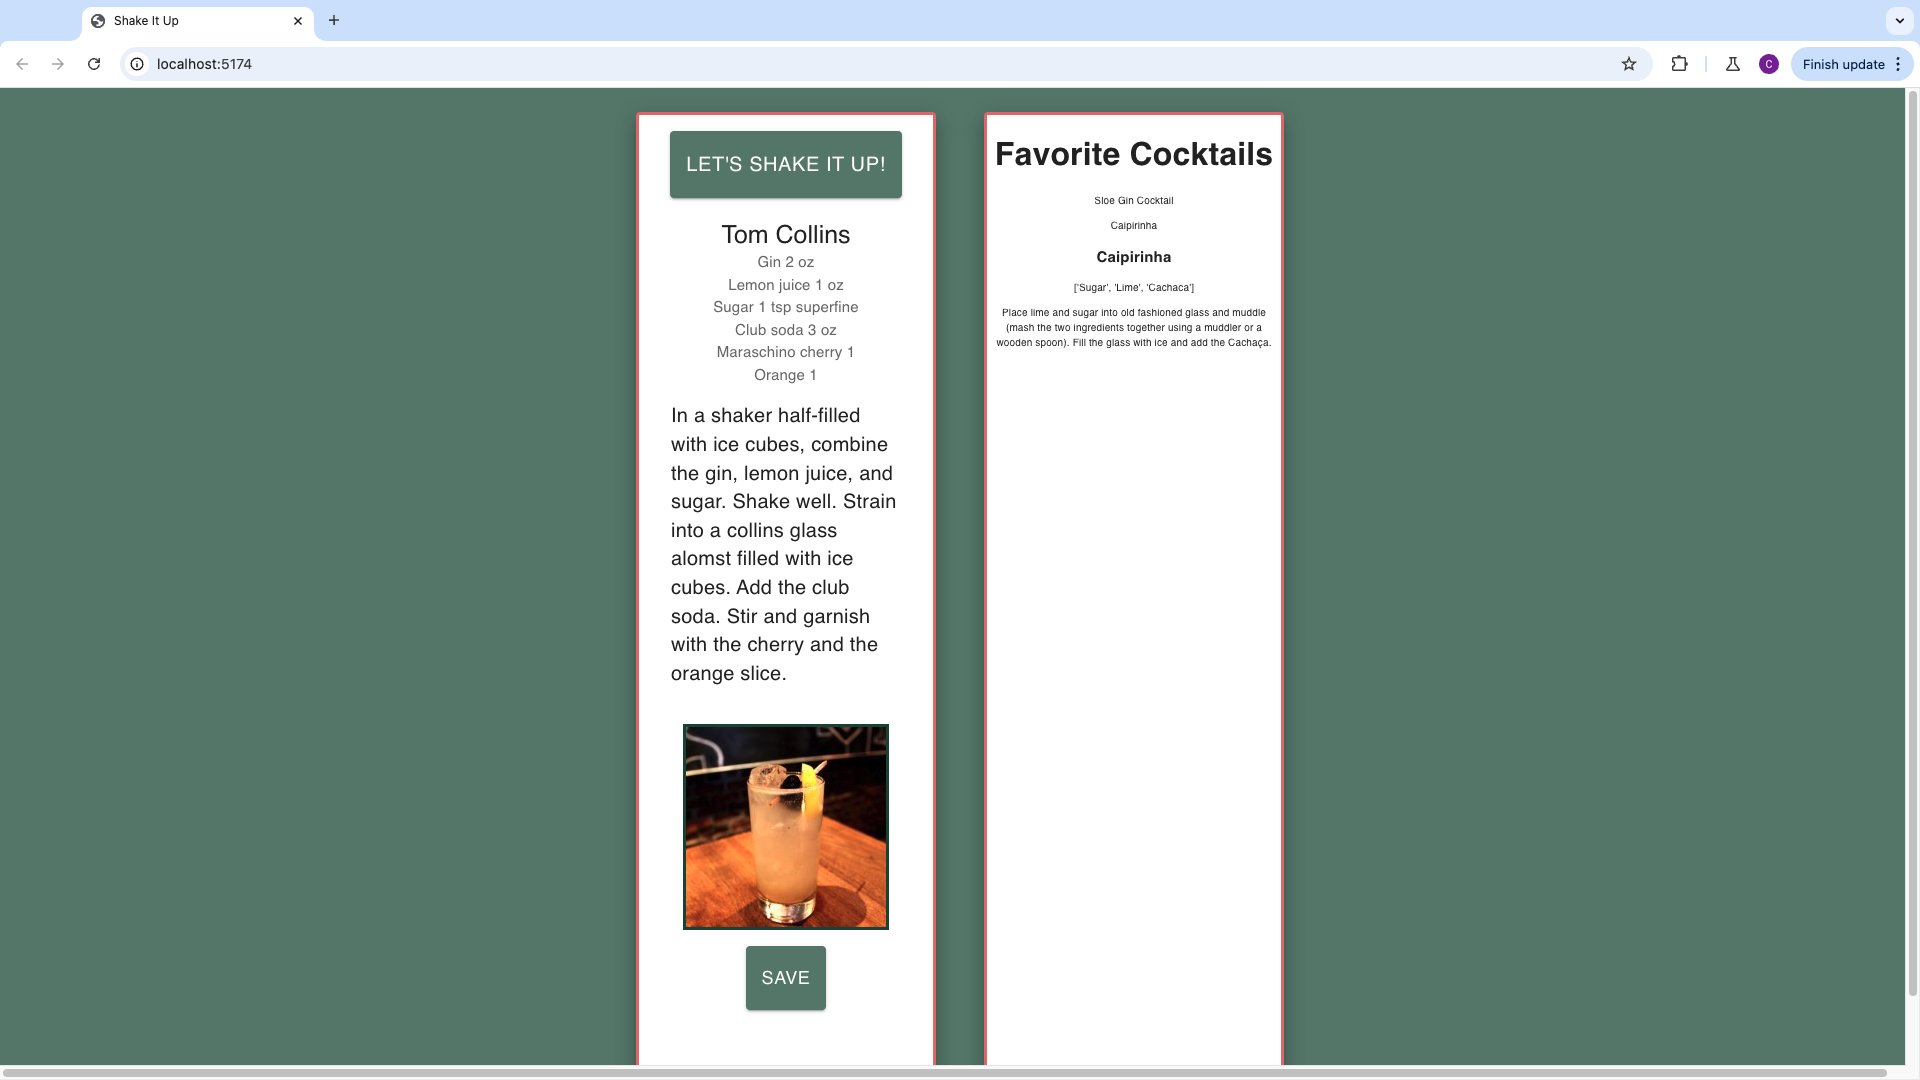 Shake It Up
localhost:5174
C
Finish update
LET'S SHAKE IT UP!
Tom Collins
Gin 2 oz
Lemon juice 1 oz
Sugar 1 tsp superfine
Club soda 3 oz
Maraschino cherry 1
Orange 1
In a shaker half-filled
with ice cubes, combine
the gin, lemon juice, and
sugar. Shake well. Strain
into a collins glass
alomst filled with ice
cubes. Add the club
soda. Stir and garnish
with the cherry and the
orange slice.
SAVE
Favorite Cocktails
Sloe Gin Cocktail
Caipirinha
Caipirinha
['Sugar', 'Lime', 'Cachaca']
Place lime and sugar into old fashioned glass and muddle
(mash the two ingredients together using a muddler or a
wooden spoon). Fill the glass with ice and add the Cachaça.